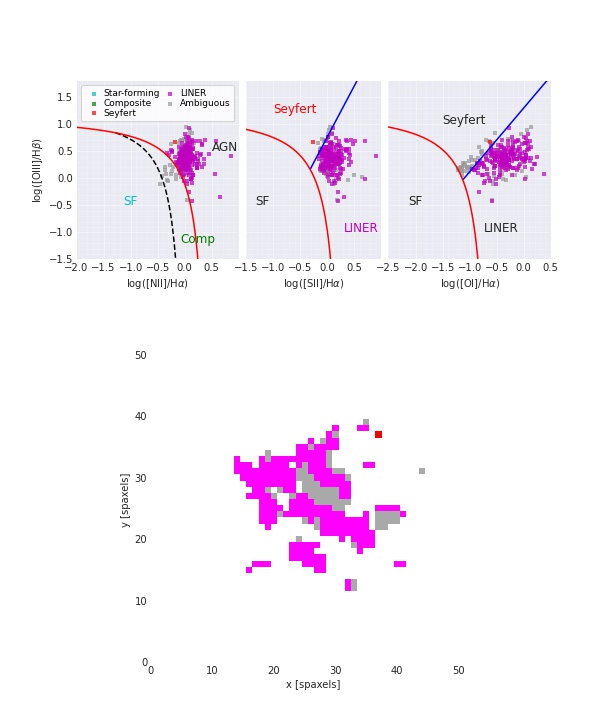 Star-forming LINER
Composite Ambiguous
Seyfert
1.5
1.0
0.5
0.0
−0.5
−1.0
−1.5
log([OIII]/Hβ)
AGN
SF
Comp
Seyfert
SF
LINER
Seyfert
SF
LINER
−2.0 −1.5 −1.0 −0.5 0.0 0.5
−0.5 0.0 0.5
−2.5 −2.0 −1.5 −1.0 −0.5 0.0 0.5
log([NII]/Hα)
log([SII]/Hα)
log([OI]/Hα)
50
40
30
20
10
0
y [spaxels]
0 10 20 30 40 50
x [spaxels]